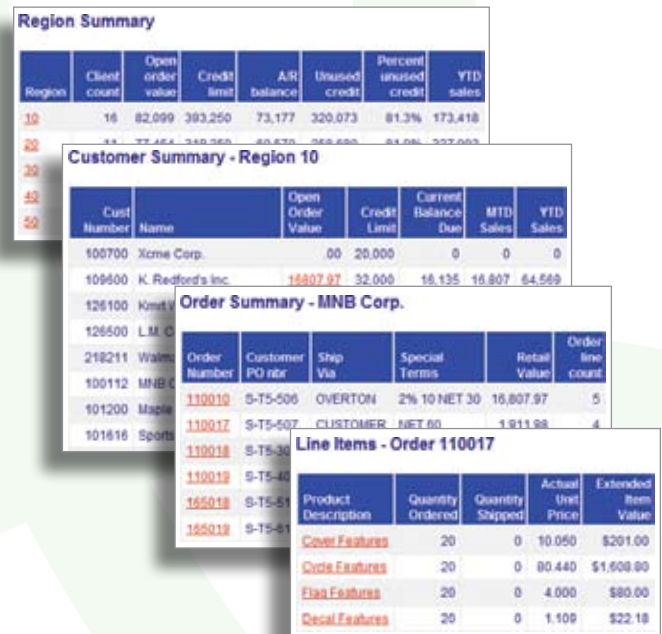 Region Summary
Region Client count Open order value Credit limit A/R balance Unused credit Percent unused credit YTD sales
10 16 82,099 393,250 73,177 320,073 81.3% 173,418
20
30
40
50
Customer Summary - Region 10
Cust Number Name Open Order Value Credit Limit Current Balance Due MTD Sales YTD Sales
100700 Xcme Corp. .00 20,000 0 0 0
109600 K. Redford's Inc. 16807.97 32,000 16,135 16,807 64,569
126100
126500 L.M.
218211
100112 MNB
101200 Maple
101616 Sports
Order Summary - MNB Corp.
Order Number Customer PO nbr Ship Via Special Terms Retail Value Order line count
110010 S-T5-506 OVERTON 2% 10 NET 30 16,807.97 5
110017 S-T5-507 CUSTOMER NET 60 1,911.98 4
110018
110019
165018
165019
Line Items - Order 110017
Product Description Quantity Ordered Quantity Shipped Actual Unit Price Extended Item Value
Cover Features 20 0 10.050 $201.00
Cycle Features 20 0 80.440 $1,608.80
Flag Features 20 0 4.000 $80.00
Decal Features 20 0 1.109 $22.18